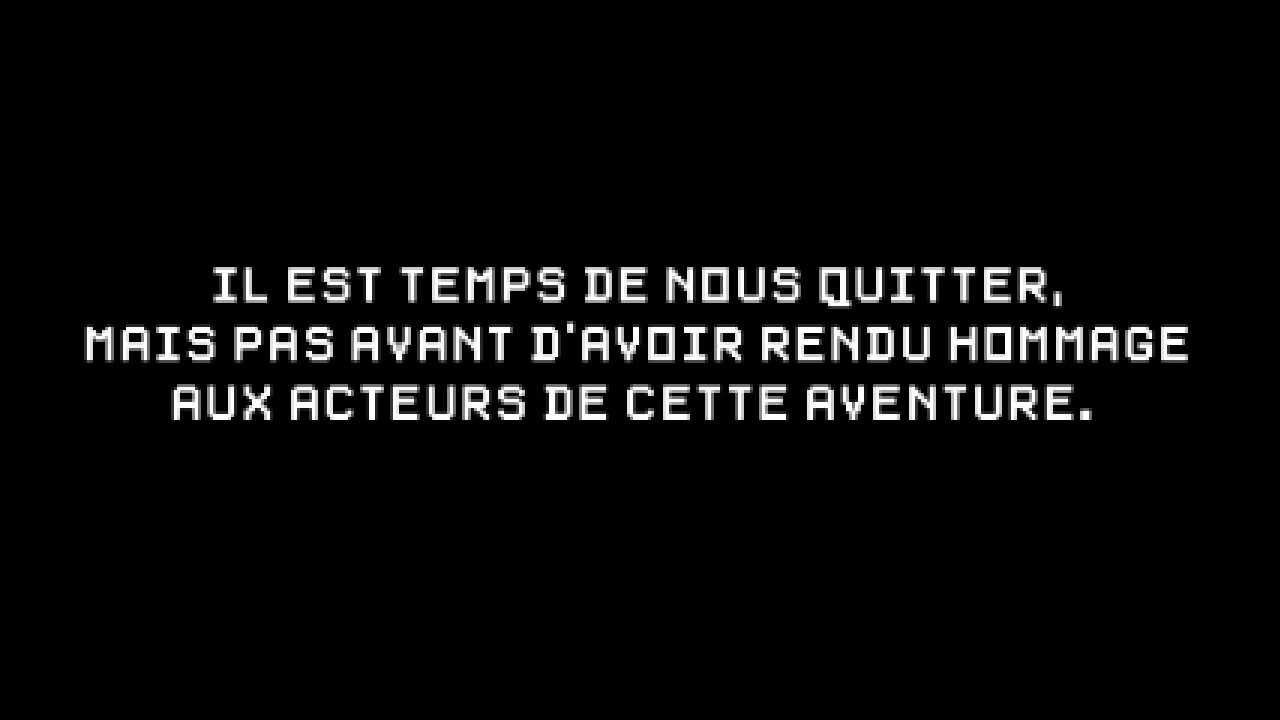 IL EST TEMPS DE NOUS QUITTER,
MAIS PAS AVANT D'AVOIR RENDU HOMMAGE
AUX ACTEURS DE CETTE AVENTURE.